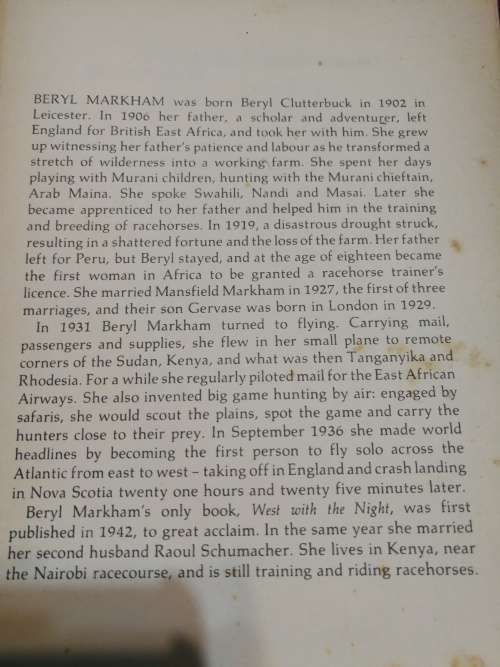 BERYL MARKHAM was born Beryl Clutterbuck in 1902 in
Leicester. In 1906 her father, a scholar and adventurer, left
England for British East Africa, and took her with him. She grew
up witnessing her father's patience and labour as he transformed a
stretch of wilderness into a working farm. She spent her days
playing with Murani children, hunting with the Murani chieftain,
Arab Maina. She spoke Swahili, Nandi and Masai. Later she
became apprenticed to her father and helped him in the training
and breeding of racehorses. In 1919, a disastrous drought struck,
resulting in a shattered fortune and the loss of the farm. Her father
left for Peru, but Beryl stayed, and at the age of eighteen became
the first woman in Africa to be granted a racehorse trainer's
licence. She married Mansfield Markham in 1927, the first of three
marriages, and their son Gervase was born in London in 1929.
In 1931 Beryl Markham turned to flying. Carrying mail,
passengers and supplies, she flew in her small plane to remote
corners of the Sudan, Kenya, and what was then Tanganyika and
Rhodesia. For a while she regularly piloted mail for the East African
Airways. She also invented big game hunting by air: engaged by
safaris, she would scout the plains, spot the game and carry the
hunters close to their prey. In September 1936 she made world
headlines by becoming the first person to fly solo across the
Atlantic from east to west – taking off in England and crash landing
in Nova Scotia twenty one hours and twenty five minutes later.
Beryl Markham's only book, West with the Night, was first
published in 1942, to great acclaim. In the same year she married
her second husband Raoul Schumacher. She lives in Kenya, near
the Nairobi racecourse, and is still training and riding racehorses.